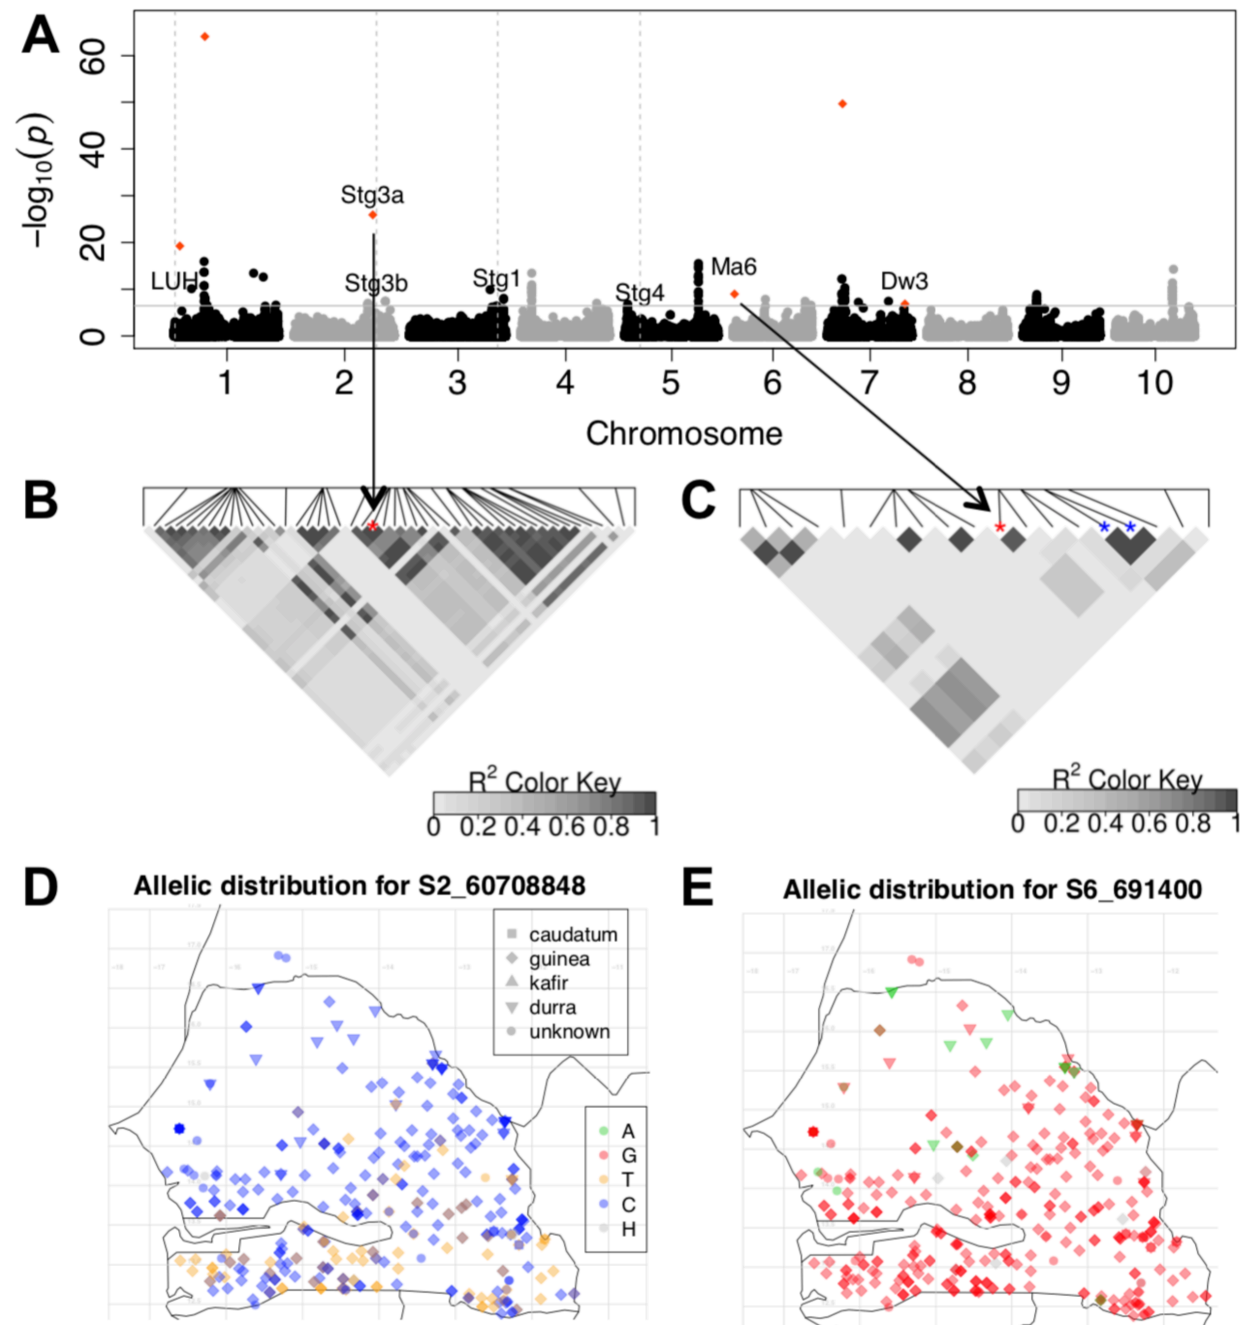 A
−log10(p)
60
40
20
0
Stg3a
LUH
Stg3b
Stg1
Stg4
Ma6
Dw3
1 2 3 4 5 6 7 8 9 10
Chromosome
B
*
R2 Color Key
0 0.2 0.4 0.6 0.8 1
C
* * *
R2 Color Key
0 0.2 0.4 0.6 0.8 1
D
Allelic distribution for S2_60708848
caudatum
guinea
kafir
durra
unknown
A
G
T
C
H
E
Allelic distribution for S6_691400